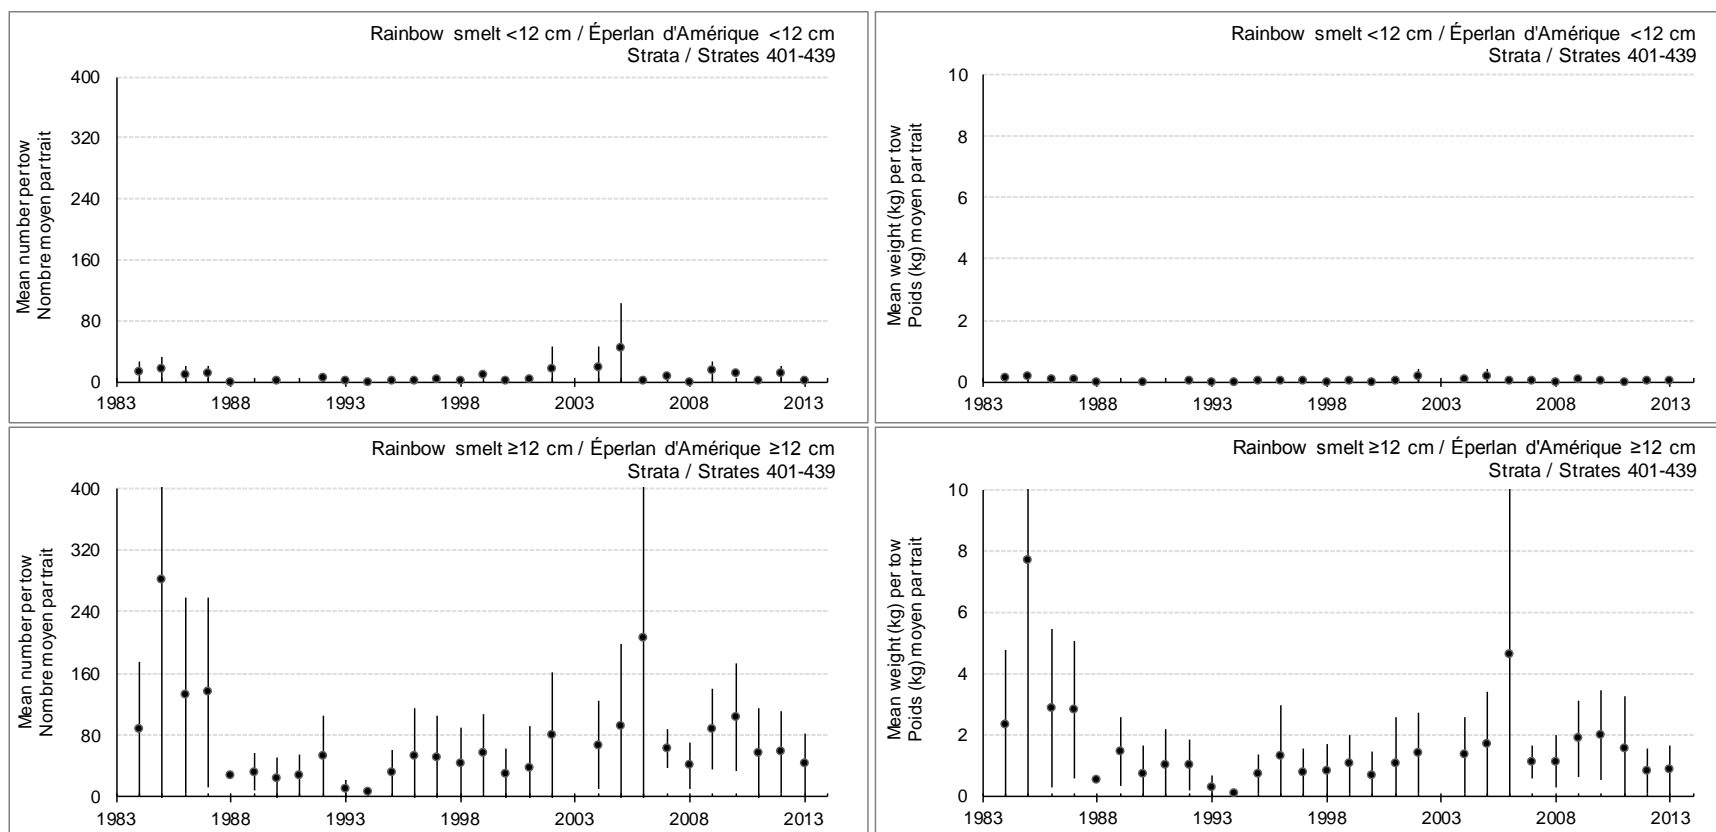 Rainbow smelt <12 cm / Éperlan d'Amérique <12 cm
Strata / Strates 401-439
Mean number per tow
Nombre moyen par trait
400
320
240
160
80
0
1983 1988 1993 1998 2003 2008 2013
Rainbow smelt <12 cm / Éperlan d'Amérique <12 cm
Strata / Strates 401-439
Mean weight (kg) per tow
Poids (kg) moyen par trait
10
8
6
4
2
0
1983 1988 1993 1998 2003 2008 2013
Rainbow smelt ≥12 cm / Éperlan d'Amérique ≥12 cm
Strata / Strates 401-439
Mean number per tow
Nombre moyen par trait
400
320
240
160
80
0
1983 1988 1993 1998 2003 2008 2013
Rainbow smelt ≥12 cm / Éperlan d'Amérique ≥12 cm
Strata / Strates 401-439
Mean weight (kg) per tow
Poids (kg) moyen par trait
10
8
6
4
2
0
1983 1988 1993 1998 2003 2008 2013